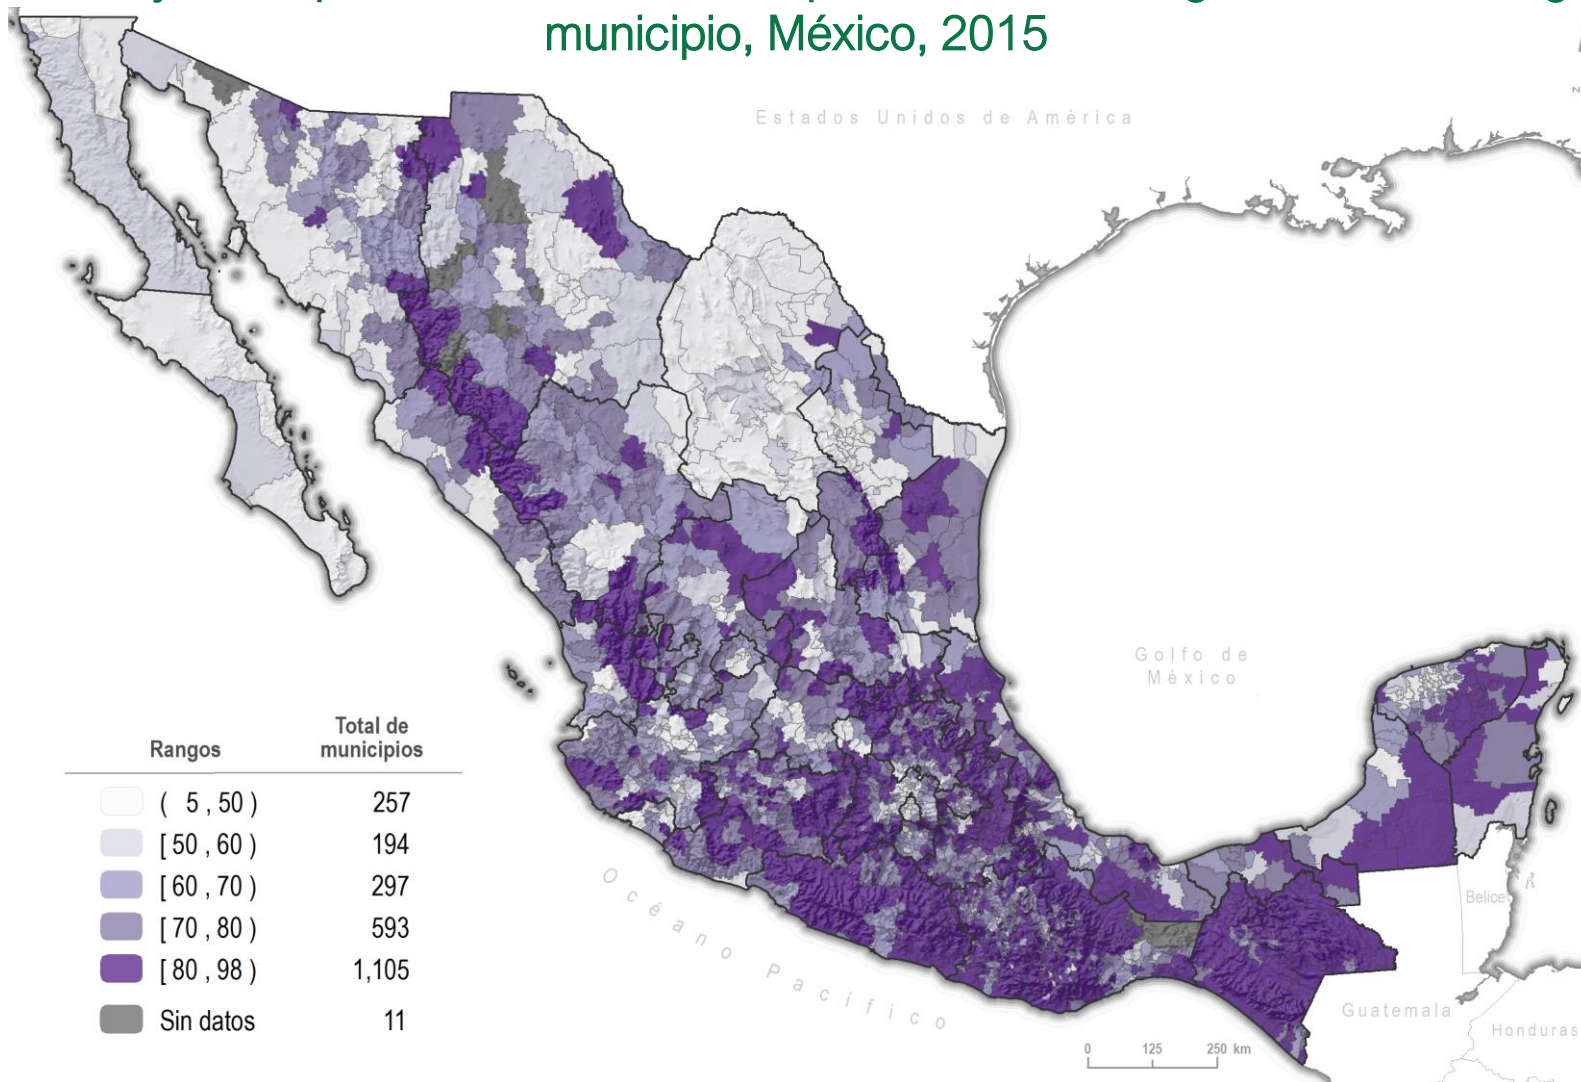 municipio, México, 2015
Estados Unidos de América
Golfo de
México
Rangos
Total de
municipios
( 5 , 50 ) 257
[ 50 , 60 ) 194
[ 60 , 70 ) 297
[ 70 , 80 ) 593
[ 80 , 98 ) 1,105
Sin datos 11
Océano Pacífico
Belice
Guatemala
Honduras
0 125 250 km